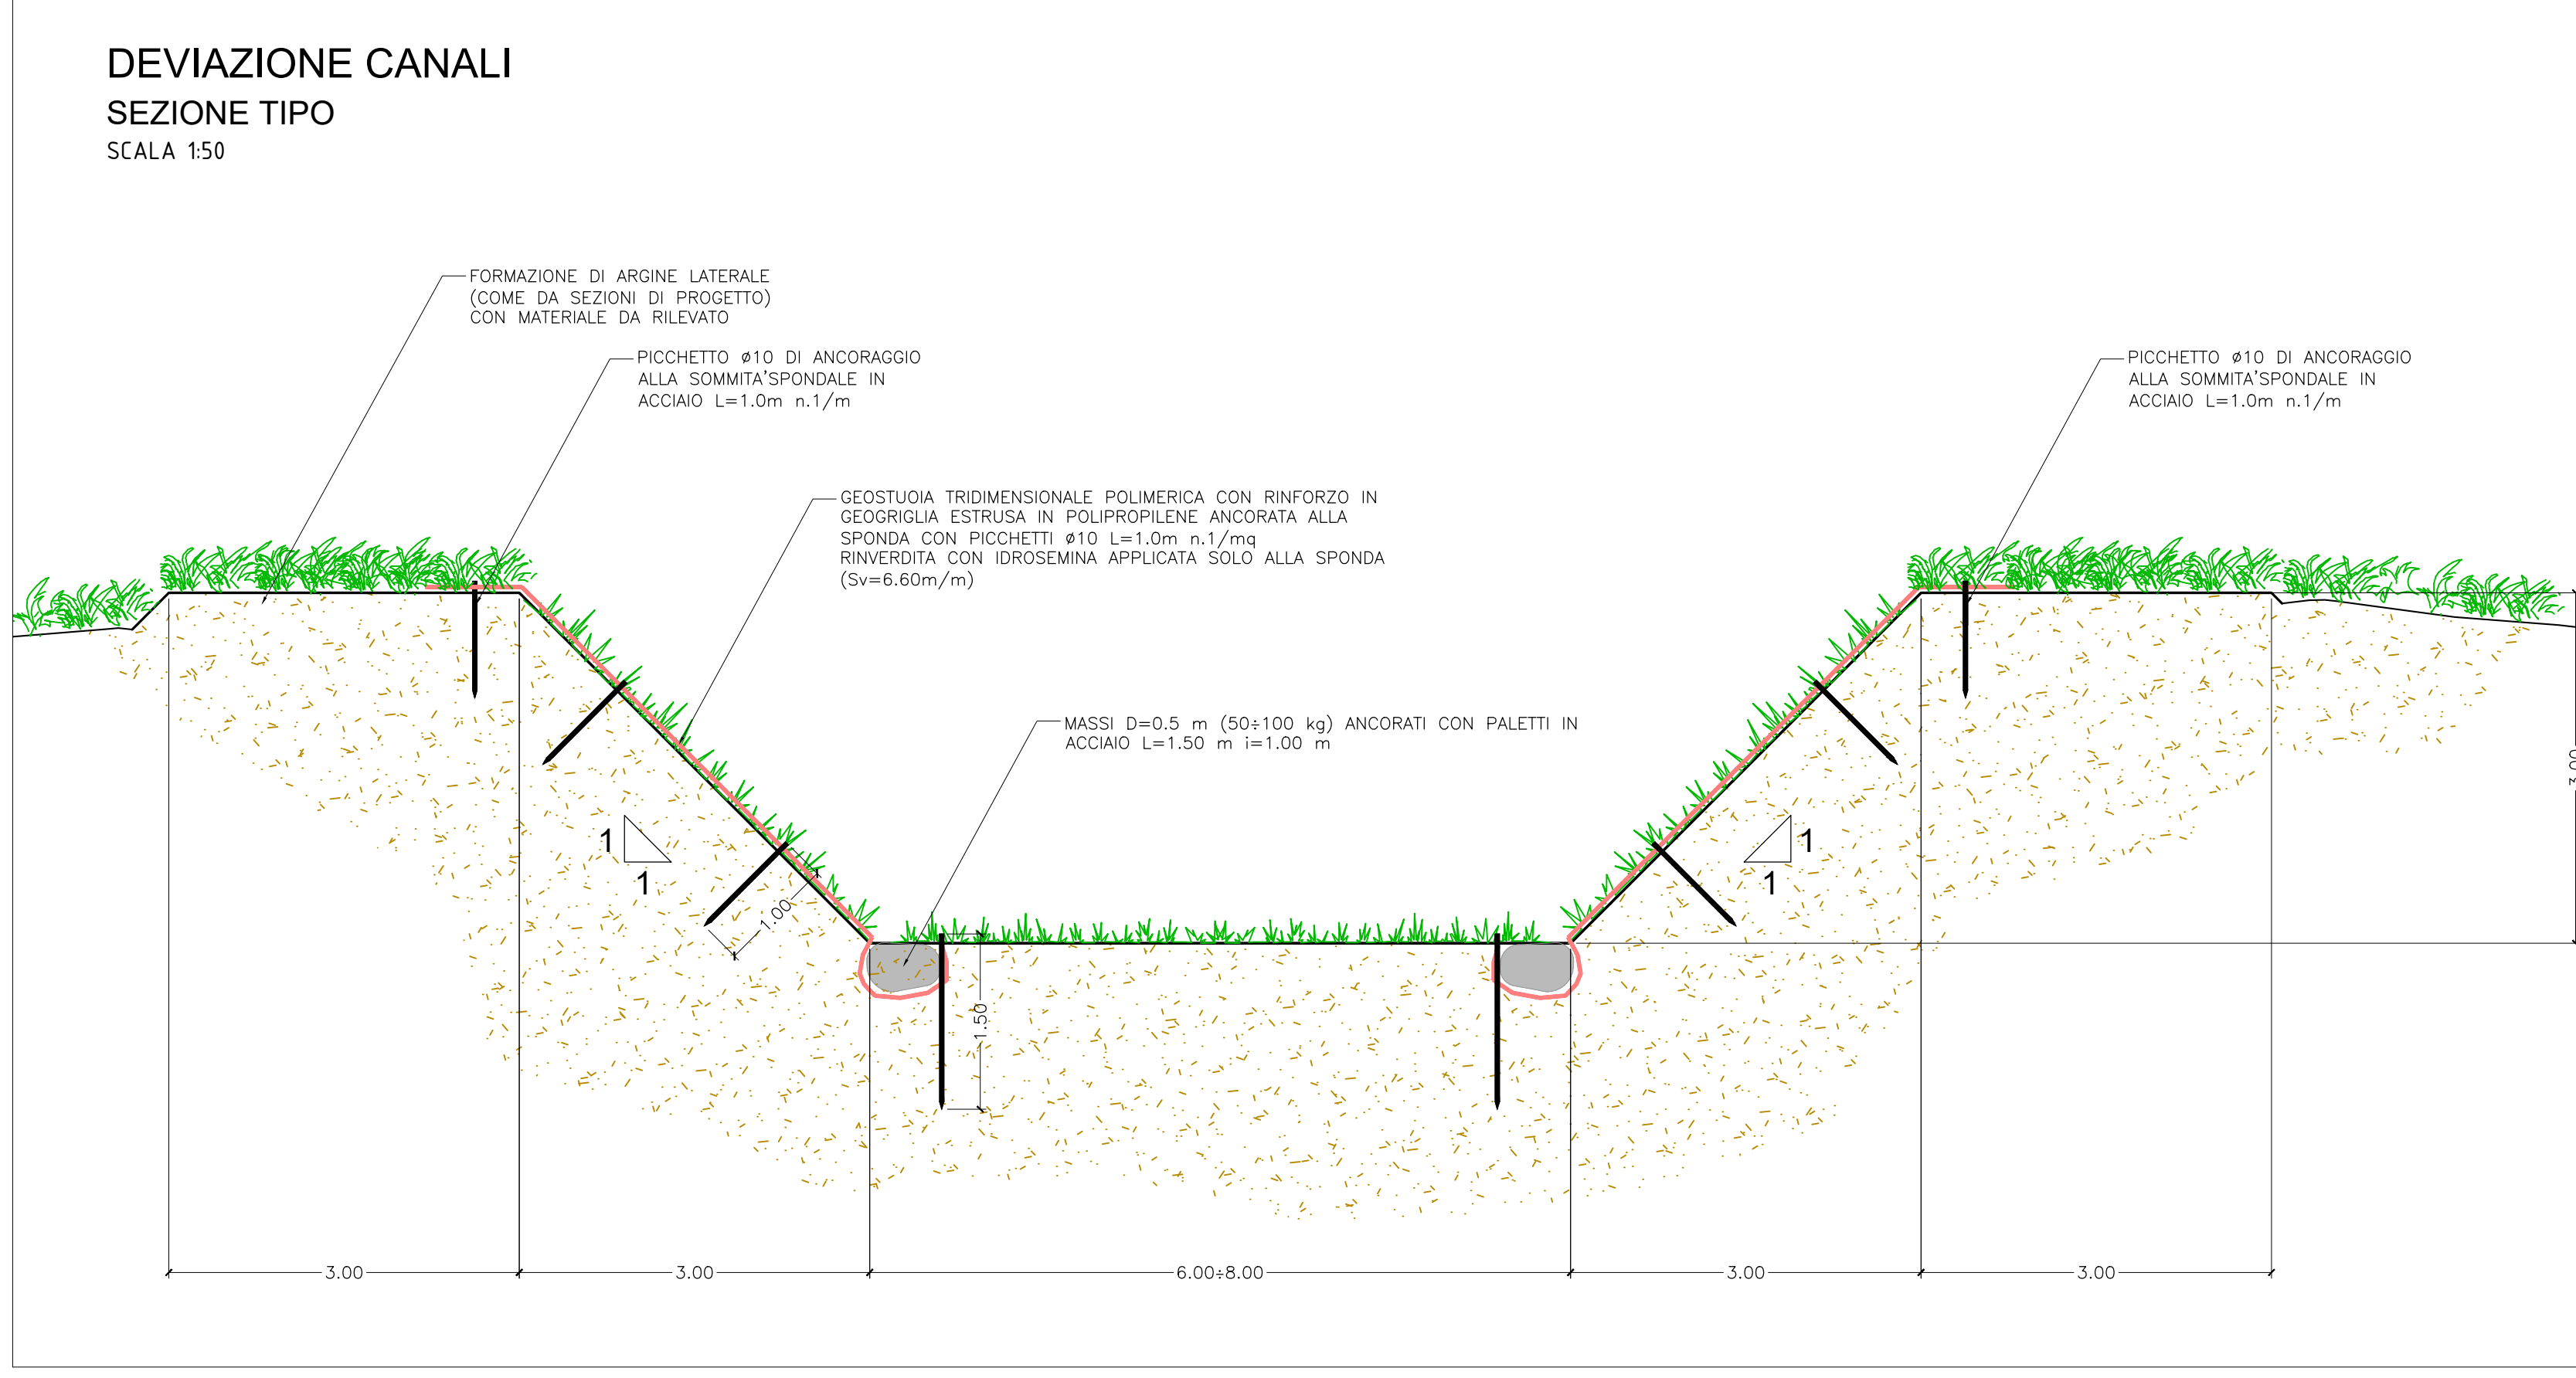 DEVIAZIONE CANALI
SEZIONE TIPO
SCALA 1:50
FORMAZIONE DI ARGINE LATERALE
(COME DA SEZIONI DI PROGETTO)
CON MATERIALE DA RILEVATO
PICCHETTO ø10 DI ANCORAGGIO
ALLA SOMMITA'SPONDALE IN
ACCIAIO L=1.0m n.1/m
PICCHETTO ø10 DI ANCORAGGIO
ALLA SOMMITA'SPONDALE IN
ACCIAIO L=1.0m n.1/m
GEOSTUOIA TRIDIMENSIONALE POLIMERICA CON RINFORZO IN
GEOGRIGLIA ESTRUSA IN POLIPROPILENE ANCORATA ALLA
SPONDA CON PICCHETTI ø10 L=1.0m n.1/mq
RINVERDITA CON IDROSEMINA APPLICATA SOLO ALLA SPONDA
(Sv=6.60m/m)
MASSI D=0.5 m (50÷100 kg) ANCORATI CON PALETTI IN
ACCIAIO L=1.50 m i=1.00 m
3.00
1
1
1
1
1.00
1.50
3.00
3.00
6.00÷8.00
3.00
3.00